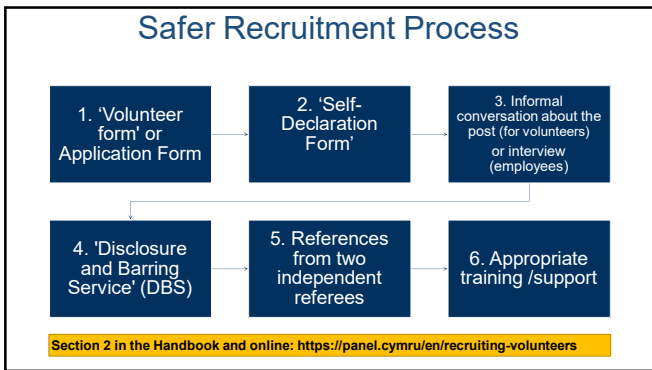 Safer Recruitment Process
1. ‘Volunteer
form' or
Application Form
2. ‘Self-
Declaration
Form’
3. Informal
conversation about the
post (for volunteers)
or interview
(employees)
4. 'Disclosure
and Barring
Service' (DBS)
5. References
from two
independent
referees
6. Appropriate
training /support
Section 2 in the Handbook and online: https://panel.cymru/en/recruiting-volunteers